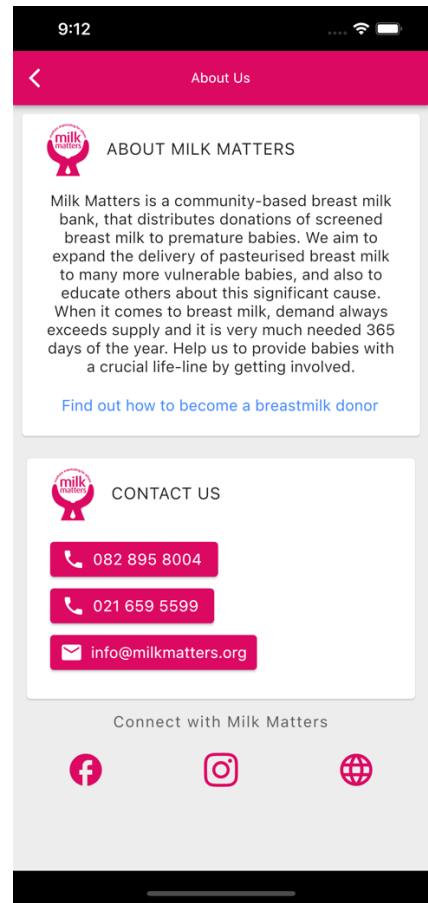 9:12
About Us
milk
matters
ABOUT MILK MATTERS
Milk Matters is a community-based breast milk
bank, that distributes donations of screened
breast milk to premature babies. We aim to
expand the delivery of pasteurised breast milk
to many more vulnerable babies, and also to
educate others about this significant cause.
When it comes to breast milk, demand always
exceeds supply and it is very much needed 365
days of the year. Help us to provide babies with
a crucial life-line by getting involved.
Find out how to become a breastmilk donor
milk
matters
CONTACT US
082 895 8004
021 659 5599
info@milkmatters.org
Connect with Milk Matters